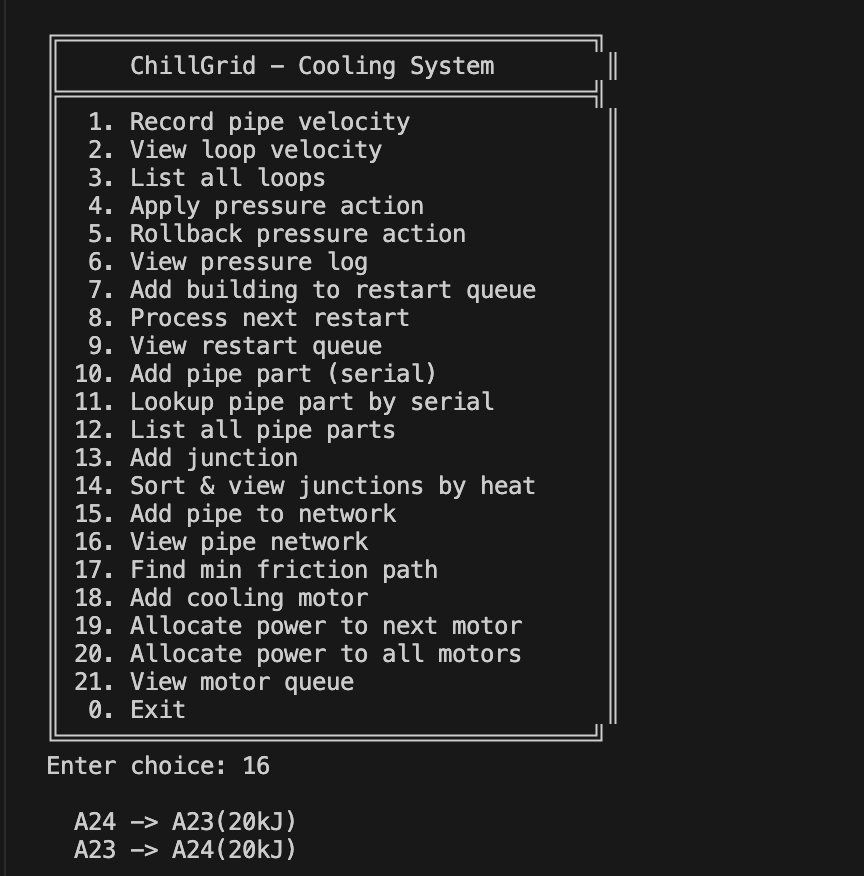 ChillGrid – Cooling System
1. Record pipe velocity
2. View loop velocity
3. List all loops
4. Apply pressure action
5. Rollback pressure action
6. View pressure log
7. Add building to restart queue
8. Process next restart
9. View restart queue
10. Add pipe part (serial)
11. Lookup pipe part by serial
12. List all pipe parts
13. Add junction
14. Sort & view junctions by heat
15. Add pipe to network
16. View pipe network
17. Find min friction path
18. Add cooling motor
19. Allocate power to next motor
20. Allocate power to all motors
21. View motor queue
0. Exit
Enter choice: 16
A24 –> A23(20kJ)
A23 –> A24(20kJ)